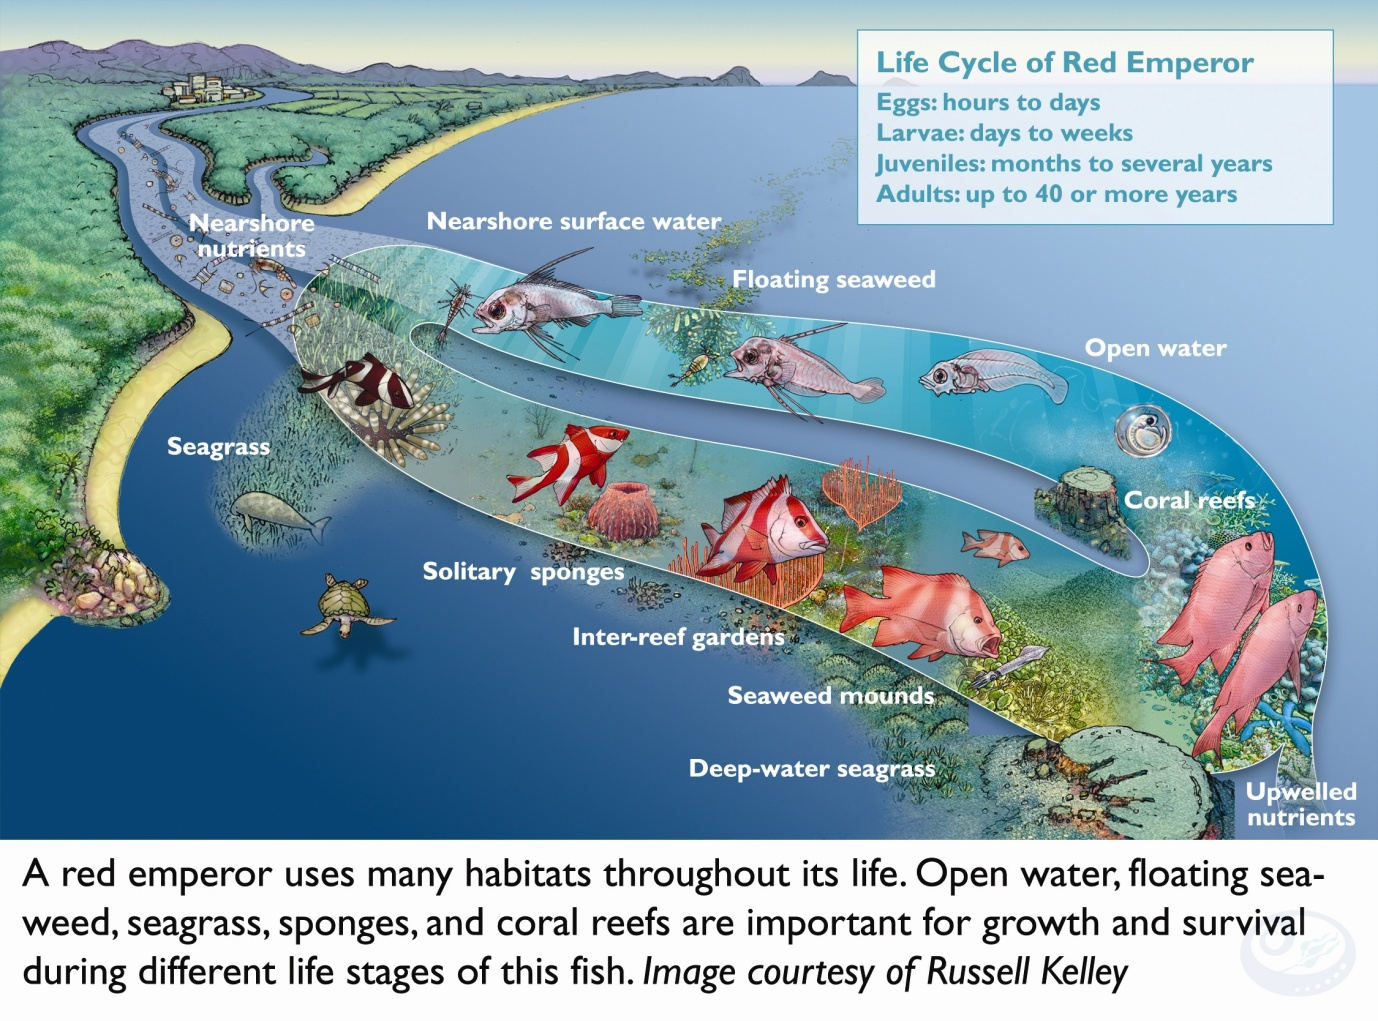 Life Cycle of Red Emperor
Eggs: hours to days
Larvae: days to weeks
Juveniles: months to several years
Adults: up to 40 or more years
Nearshore
nutrients
Nearshore surface water
Floating seaweed
Open water
Seagrass
Coral reefs
Solitary sponges
Inter-reef gardens
Seaweed mounds
Deep-water seagrass
Upwelled
nutrients
A red emperor uses many habitats throughout its life. Open water, floating sea-
weed, seagrass, sponges, and coral reefs are important for growth and survival
during different life stages of this fish. Image courtesy of Russell Kelley